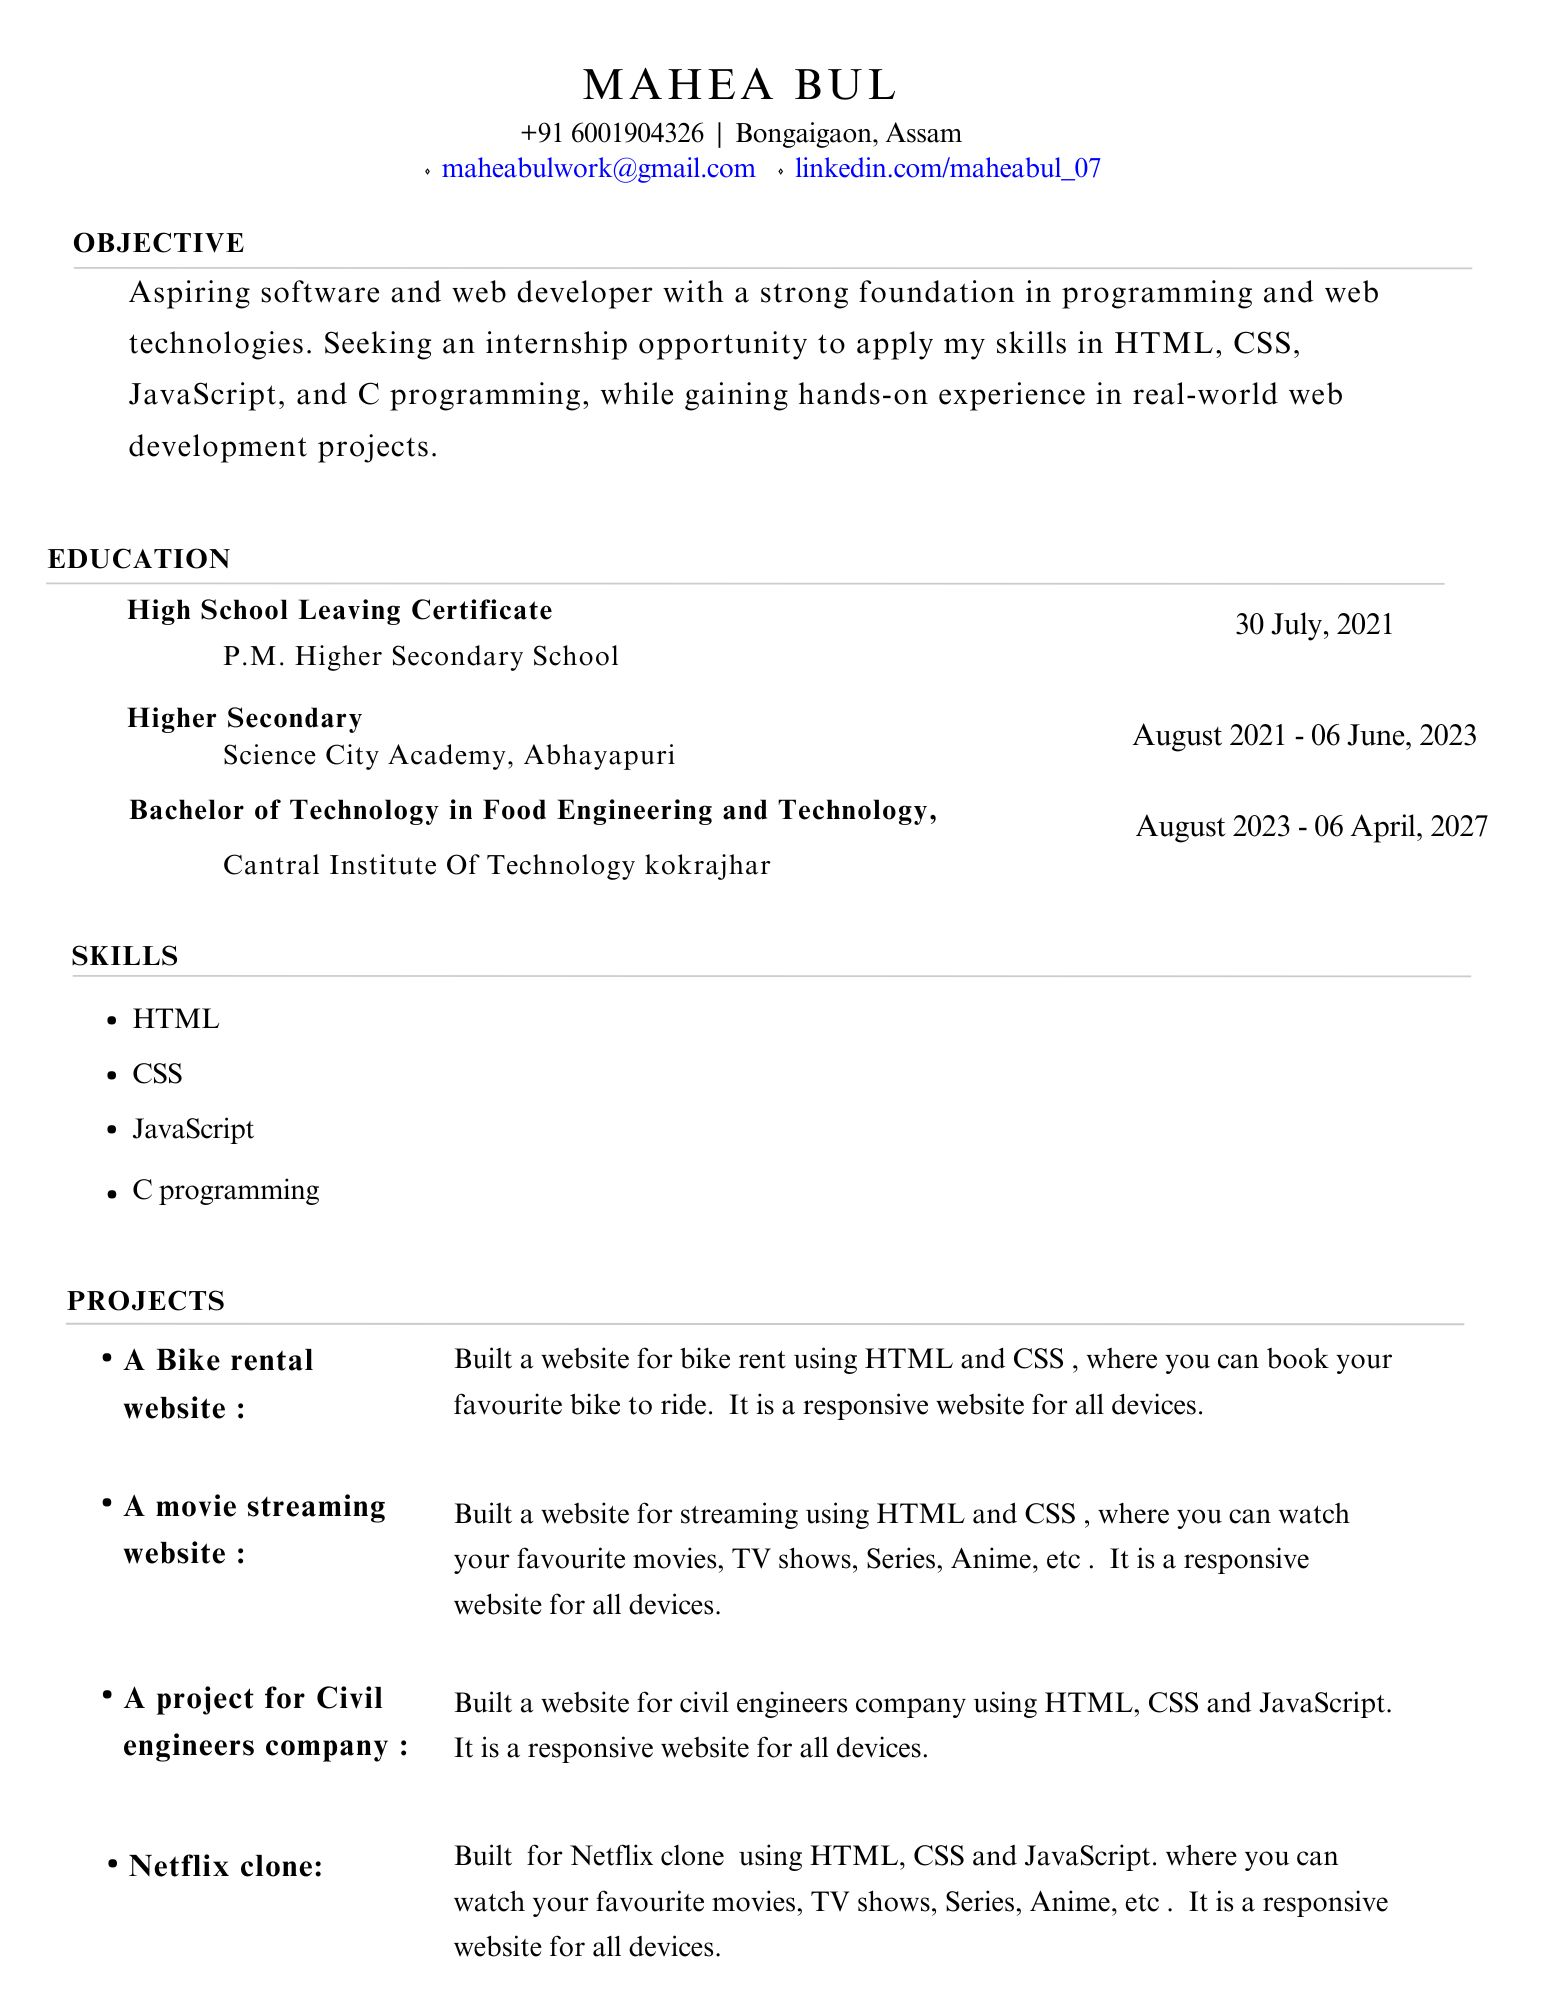 MAHEA BUL
+91 6001904326 | Bongaigaon, Assam
⬩ maheabulwork@gmail.com ⬩ linkedin.com/maheabul_07
OBJECTIVE
Aspiring software and web developer with a strong foundation in programming and web
technologies. Seeking an internship opportunity to apply my skills in HTML, CSS,
JavaScript, and C programming, while gaining hands-on experience in real-world web
development projects.
EDUCATION
High School Leaving Certificate
30 July, 2021
P.M. Higher Secondary School
Higher Secondary
August 2021 - 06 June, 2023
Science City Academy, Abhayapuri
Bachelor of Technology in Food Engineering and Technology,
August 2023 - 06 April, 2027
Cantral Institute Of Technology kokrajhar
SKILLS
• HTML
• CSS
• JavaScript
• C programming
PROJECTS
• A Bike rental
website :
Built a website for bike rent using HTML and CSS , where you can book your
favourite bike to ride. It is a responsive website for all devices.
• A movie streaming
website :
Built a website for streaming using HTML and CSS , where you can watch
your favourite movies, TV shows, Series, Anime, etc . It is a responsive
website for all devices.
• A project for Civil
engineers company :
Built a website for civil engineers company using HTML, CSS and JavaScript.
It is a responsive website for all devices.
• Netflix clone:
Built for Netflix clone using HTML, CSS and JavaScript. where you can
watch your favourite movies, TV shows, Series, Anime, etc . It is a responsive
website for all devices.